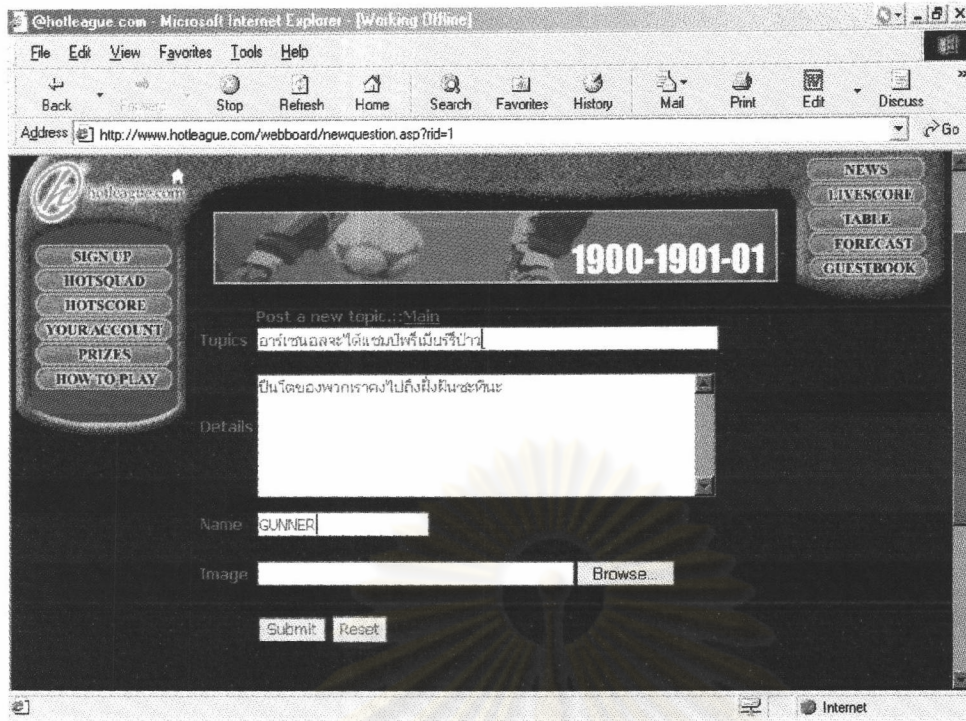 @hotleague.com - Microsoft Internet Explorer - [Working Offline]
File Edit View Favorites Tools Help
Back Forward Stop Refresh Home Search Favorites History Mail Print Edit Discuss
Address http://www.hotleague.com/webboard/newquestion.asp?rid=1 Go
hotleague.com
NEWS
LIVESCORE
TABLE
FORECAST
GUESTBOOK
SIGN UP
HOTSQUAD
HOTSCORE
YOUR ACCOUNT
PRIZES
HOW TO PLAY
1900-1901-01
Post a new topic.::Main
Topics อาร์เซนอลจะได้แชมป์พรีเมียร์รึป่าว
Details ปืนโตของพวกเราคงไปถึงฝั่งฝันซะทีนะ
Name GUNNER
Image Browse...
Submit Reset
Internet